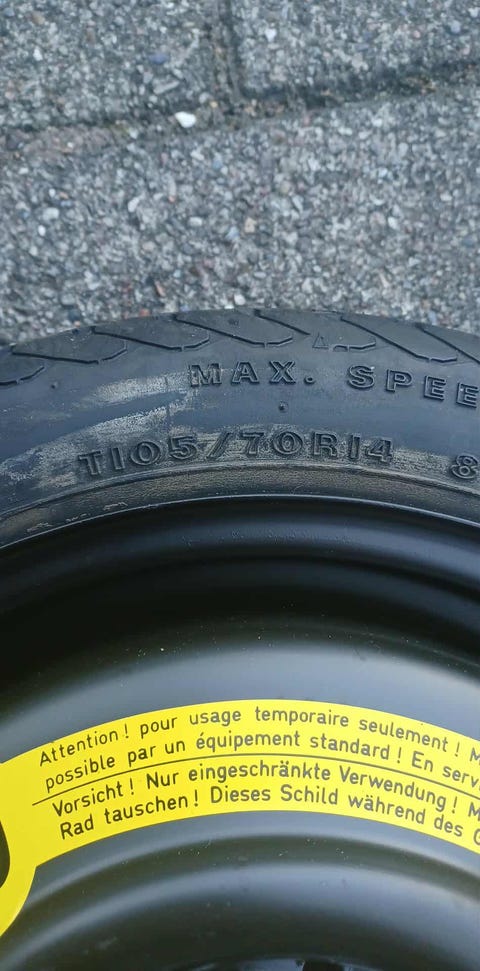 MAX. SPEE
T105/70R14 8
Attention! pour usage temporaire seulement! M
possible par un équipement standard! En serv
Vorsicht! Nur eingeschränkte Verwendung! M
Rad tauschen! Dieses Schild während des G